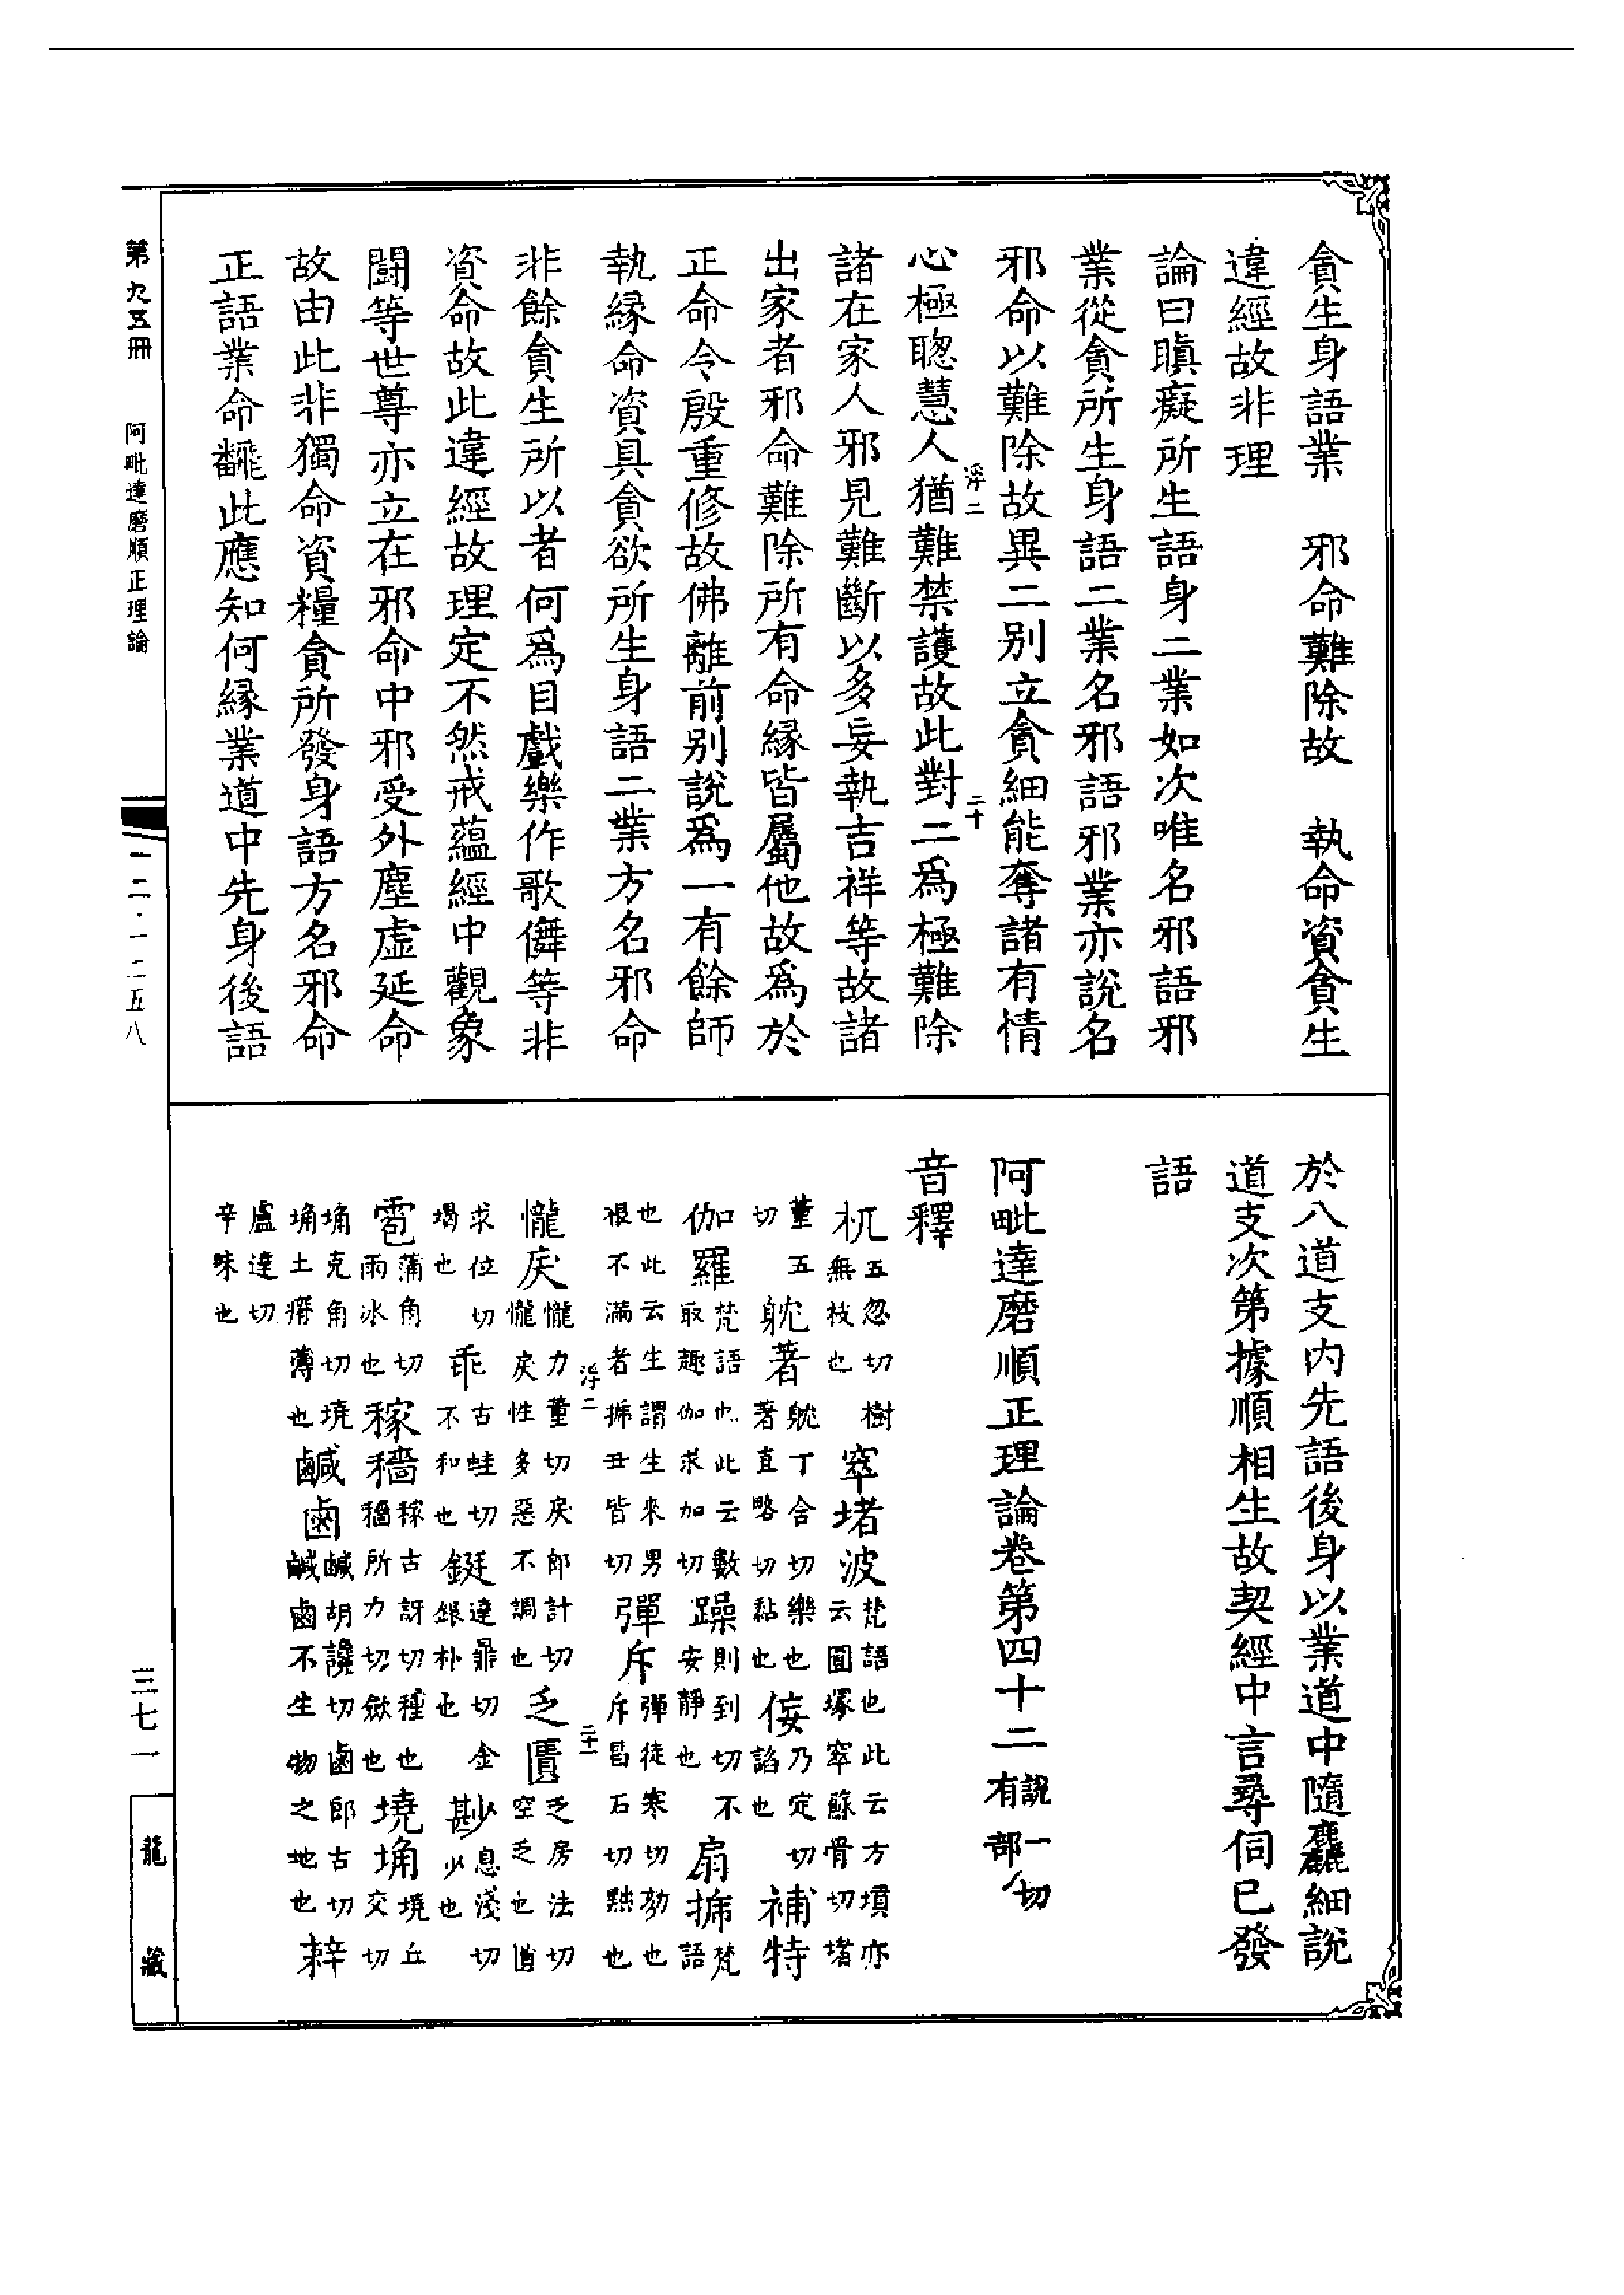 貪生身語業　邪命難除故　執命資貪生
違經故非理
論曰瞋癡所生語身二業如次唯名邪語邪
業從貪所生身語二業名邪語邪業亦說名
邪命以難除故異二別立貪細能奪諸有情
浮二
二十
心極聰慧人猶難禁護故此對二爲極難除
諸在家人邪見難斷以多妄執吉祥等故諸
出家者邪命難除所有命縁皆屬他故爲於
正命令殷重修故佛離前別說爲一有餘師
執縁命資具貪欲所生身語二業方名邪命
非餘貪生所以者何爲自戲樂作歌儛等非
資命故此違經故理定不然戒蘊經中觀象
鬪等世尊亦立在邪命中邪受外塵虛延命
故由此非獨命資糧貪所發身語方名邪命
正語業命翻此應知何縁業道中先身後語
於八道支内先語後身以業道中隨麤細說
道支次第據順相生故契經中言尋伺已發
語
阿毗達磨順正理論卷第四十二 說一切有部
音釋
杌 五忽切樹無枝也 窣堵波 梵語也此云方墳亦云圓塚窣蘇骨切堵
董五切 躭著 躭丁含切樂也著直略切黏也 佞 乃定切諂也 補特
伽羅 梵語也此云數取趣伽求加切 躁 則到切不安靜也 扇搋 梵語
也此云生謂生來男根不滿者搋丑皆切 彈斥 彈徒寒切劾也斥昌石切黜也
浮二
二十一
㦕戾 㦕力董切戾郎計切㦕戾性多惡不調也 乏匱 乏房法切空乏也匱
求位切竭也 乖 古蛙切不和也 鋌 達鼎切金銀朴也 尠 息淺切少也
雹 蒲角切雨冰也 稼穡 稼古訝切種也穡所力切斂也 墝埆 墝丘交切
埆克角切墝埆土瘠薄也 鹹鹵 鹹胡讒切鹵郎古切鹹鹵不生物之地也 辢
盧達切辛味也
第九五冊　阿毗達磨順正理論
一二·一二五八
三七一
龍藏